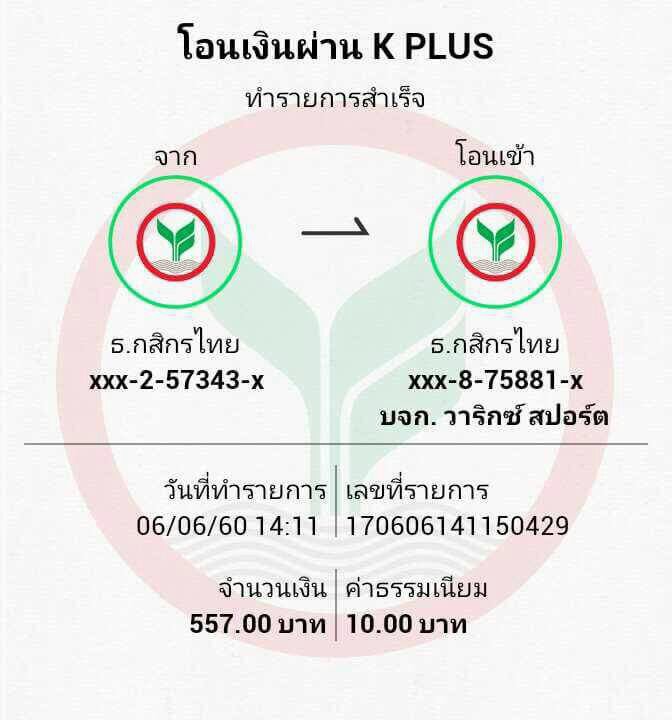 โอนเงินผ่าน K PLUS
ทำรายการสำเร็จ
จาก
โอนเข้า
ธ.กสิกรไทย
ธ.กสิกรไทย
xxx-2-57343-x
xxx-8-75881-x
บจก. วาริกซ์ สปอร์ต
วันที่ทำรายการ
เลขที่รายการ
06/06/60 14:11
170606141150429
จำนวนเงิน
ค่าธรรมเนียม
557.00 บาท
10.00 บาท